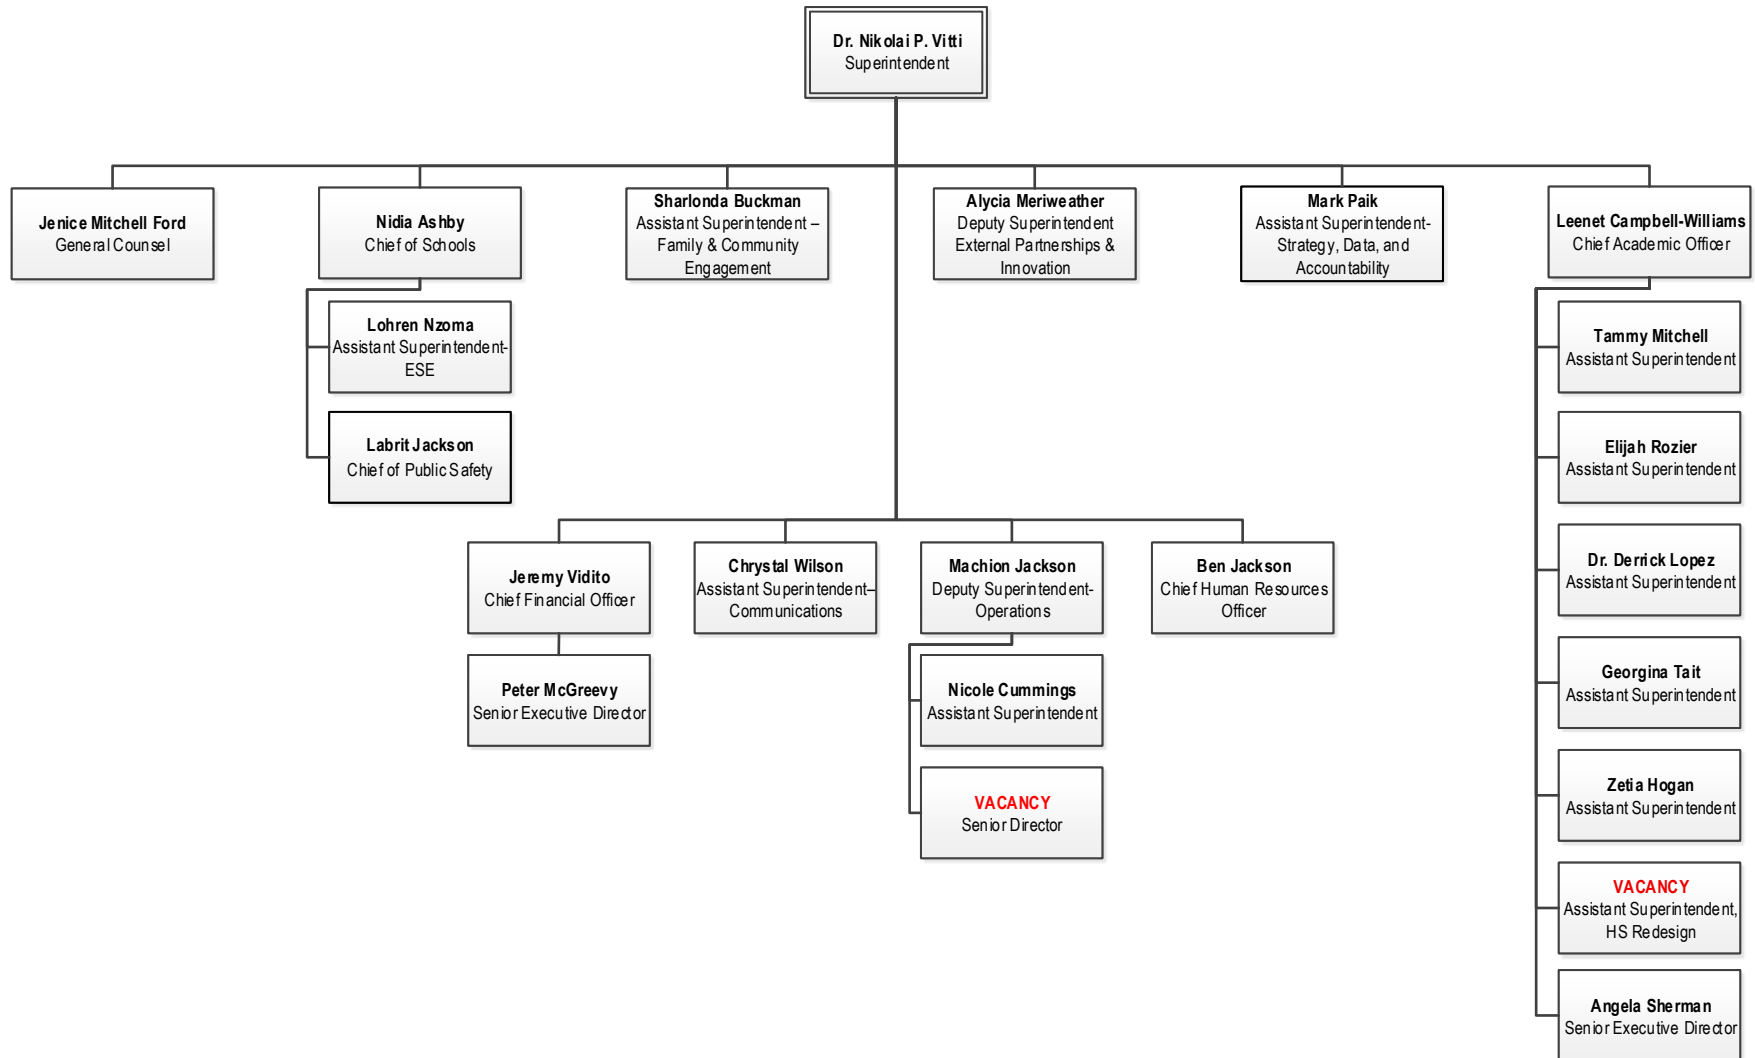 Dr. Nikolai P. Vitti
Superintendent
Jenice Mitchell Ford
General Counsel
Nidia Ashby
Chief of Schools
Sharlonda Buckman
Assistant Superintendent –
Family & Community
Engagement
Alycia Meriweather
Deputy Superintendent
External Partnerships &
Innovation
Mark Paik
Assistant Superintendent-
Strategy, Data, and
Accountability
Leenet Campbell-Williams
Chief Academic Officer
Lohren Nzoma
Assistant Superintendent-
ESE
Labrit Jackson
Chief of Public Safety
Jeremy Vidito
Chief Financial Officer
Peter McGreevy
Senior Executive Director
Chrystal Wilson
Assistant Superintendent–
Communications
Machion Jackson
Deputy Superintendent-
Operations
Nicole Cummings
Assistant Superintendent
VACANCY
Senior Director
Ben Jackson
Chief Human Resources
Officer
Tammy Mitchell
Assistant Superintendent
Elijah Rozier
Assistant Superintendent
Dr. Derrick Lopez
Assistant Superintendent
Georgina Tait
Assistant Superintendent
Zetia Hogan
Assistant Superintendent
VACANCY
Assistant Superintendent,
HS Redesign
Angela Sherman
Senior Executive Director